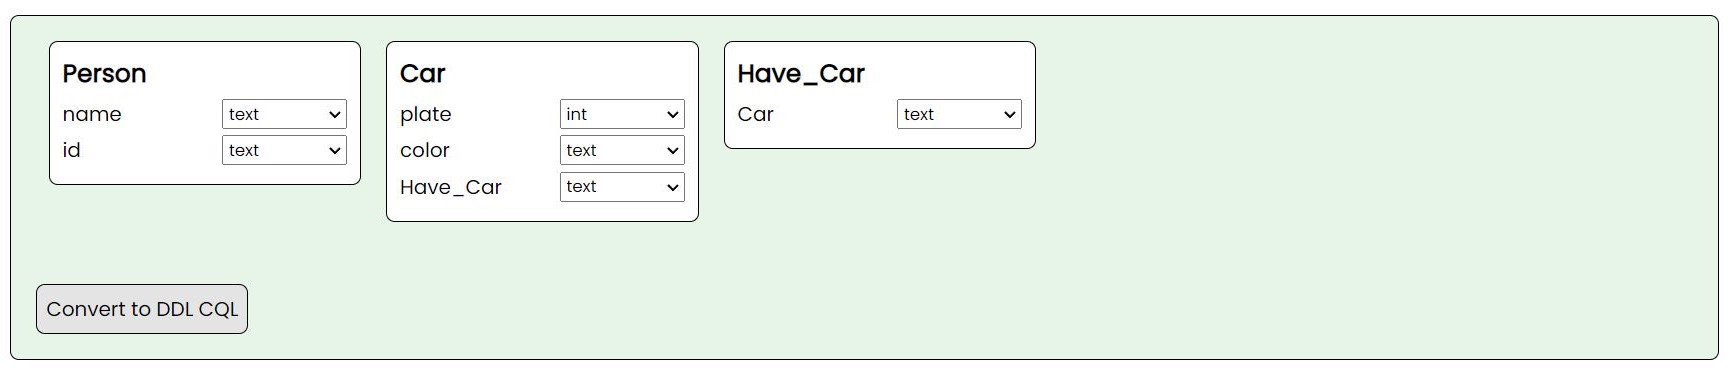 Person
name text
id text
Car
plate int
color text
Have_Car text
Have_Car
Car text
Convert to DDL CQL